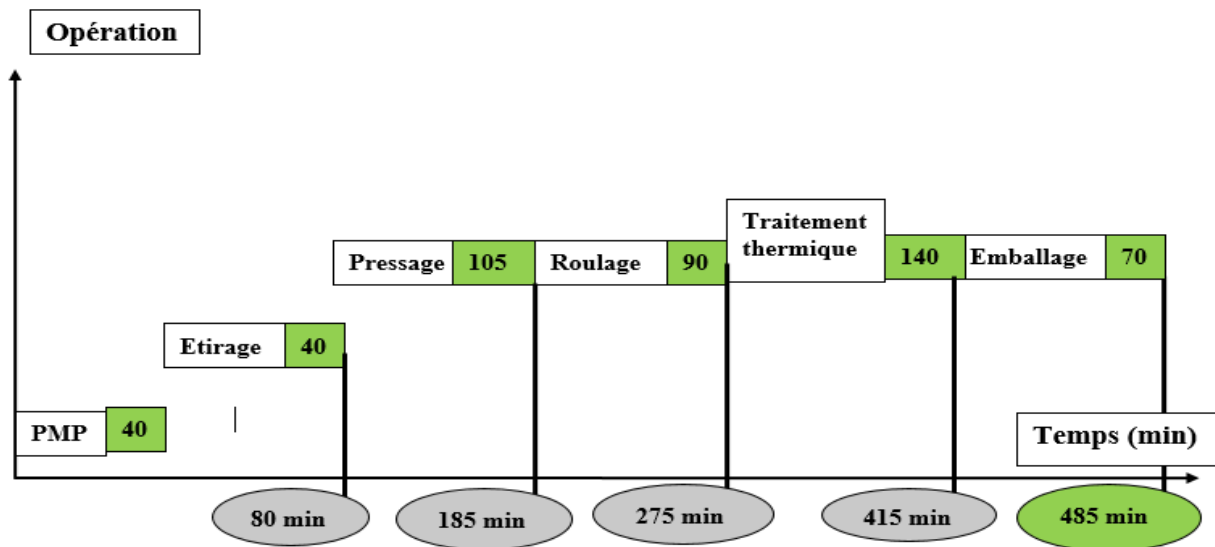 Opération
Traitement
thermique
140
Emballage
70
Pressage
105
Roulage
90
Etirage
40
PMP
40
Temps (min)
80 min
185 min
275 min
415 min
485 min